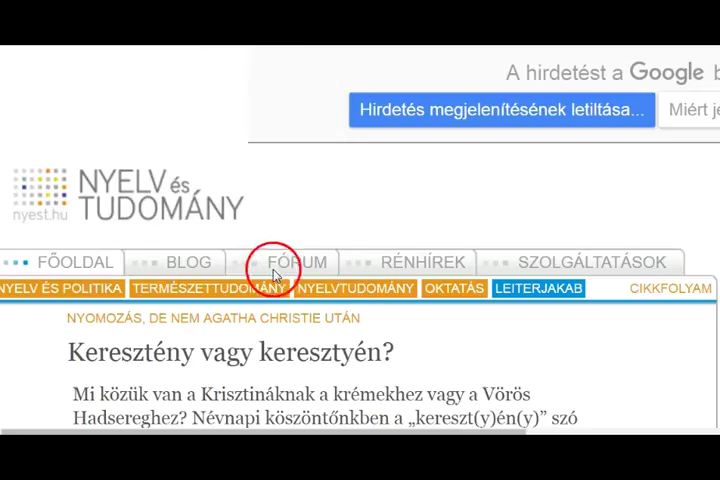 A hirdetést a Google
Hirdetés megjelenítésének letiltása...
Miért
NYELV és
TUDOMÁNY
nyest.hu
FŐOLDAL BLOG FÓRUM RÉNHÍREK SZOLGÁLTATÁSOK
NYELV ÉS POLITIKA TERMÉSZETTUDOMÁNY NYELVTUDOMÁNY OKTATÁS LEITERJAKAB CIKKFOLYAM
NYOMOZÁS, DE NEM AGATHA CHRISTIE UTÁN
Keresztény vagy keresztyén?
Mi közük van a Krisztináknak a krémekhez vagy a Vörös
Hadsereghez? Névnapi köszöntőnkben a „kereszt(y)én(y)” szó